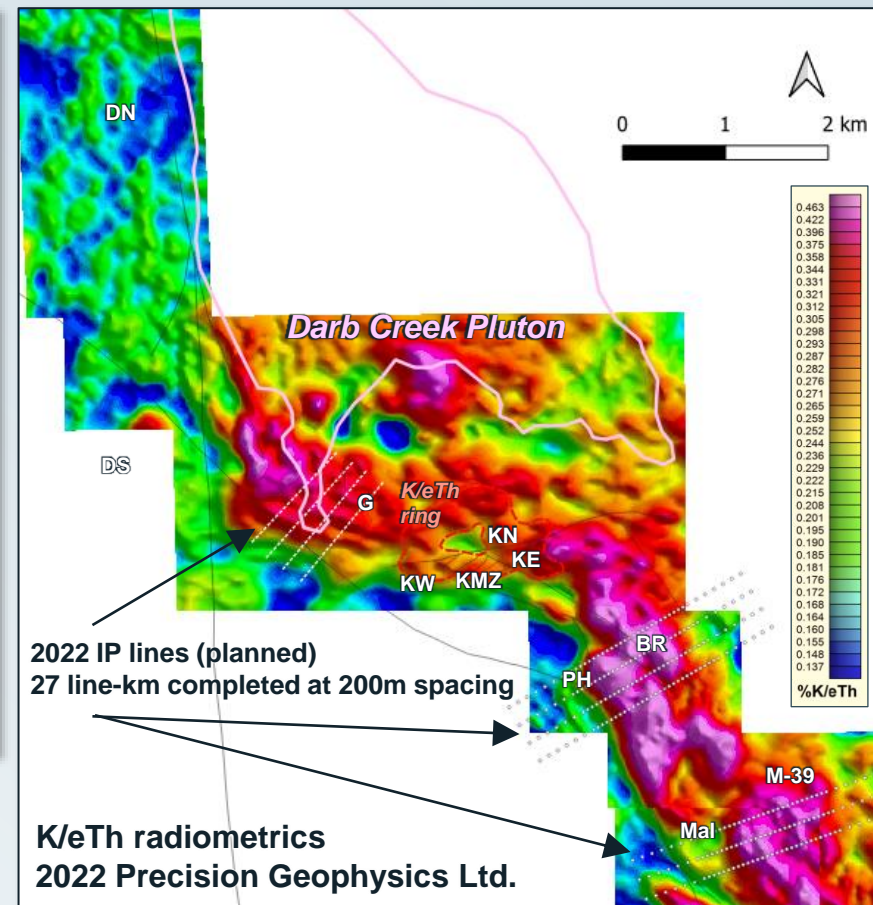 DN
0 1 2 km
Darb Creek Pluton
DS
G
K/eTh
ring
KN
KE
KW
KMZ
2022 IP lines (planned)
27 line-km completed at 200m spacing
BR
PH
M-39
Mal
K/eTh radiometrics
2022 Precision Geophysics Ltd.
0.463
0.422
0.396
0.375
0.358
0.344
0.331
0.321
0.312
0.305
0.298
0.293
0.287
0.282
0.276
0.271
0.265
0.259
0.252
0.244
0.236
0.229
0.222
0.215
0.208
0.201
0.195
0.190
0.185
0.181
0.176
0.172
0.168
0.164
0.160
0.155
0.148
0.137
%K/eTh